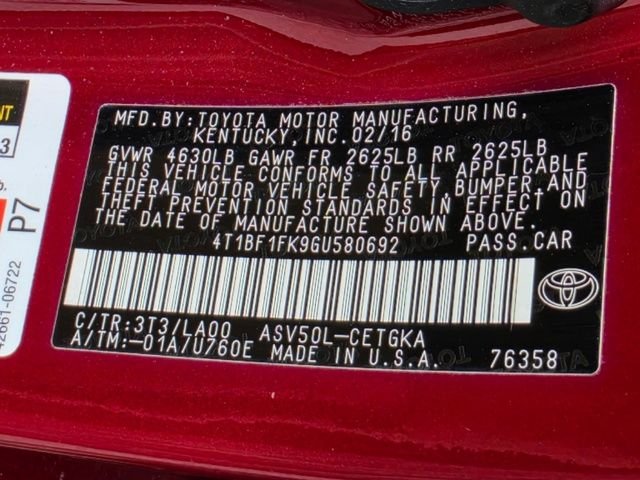 MFD.BY:TOYOTA MOTOR MANUFACTURING,
KENTUCKY,INC.02/16
GVWR 4630LB GAWR FR 2625LB RR 2625LB
THIS VEHICLE CONFORMS TO ALL APPLICABLE
FEDERAL MOTOR VEHICLE SAFETY,BUMPER,AND
THEFT PREVENTION STANDARDS IN EFFECT ON
THE DATE OF MANUFACTURE SHOWN ABOVE.
4T1BF1FK9GU580692 PASS.CAR
C/TR:3T3/LA00 ASV50L-CETGKA
A/TM:-01A/U760E MADE IN U.S.A. 76358
P7
42661-06722